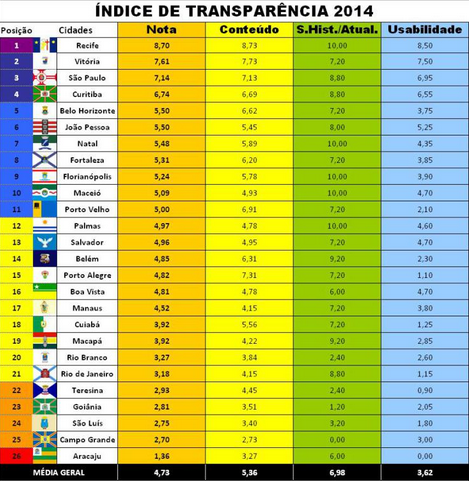 ÍNDICE DE TRANSPARÊNCIA 2014
Posição Cidades Nota Conteúdo S.Hist./Atual. Usabilidade
1 Recife 8,70 8,73 10,00 8,50
2 Vitória 7,61 7,73 7,20 7,50
3 São Paulo 7,14 7,13 8,80 6,95
4 Curitiba 6,74 6,69 8,80 6,55
5 Belo Horizonte 5,50 6,62 7,20 3,75
6 João Pessoa 5,50 5,45 8,00 5,25
7 Natal 5,48 5,89 10,00 4,35
8 Fortaleza 5,31 6,20 7,20 3,85
9 Florianópolis 5,24 5,78 10,00 3,90
10 Maceió 5,09 4,93 10,00 4,70
11 Porto Velho 5,00 6,91 7,20 2,10
12 Palmas 4,97 4,78 10,00 4,60
13 Salvador 4,96 4,95 7,20 4,70
14 Belém 4,85 6,31 9,20 2,30
15 Porto Alegre 4,82 7,31 7,20 1,10
16 Boa Vista 4,81 4,78 6,00 4,70
17 Manaus 4,52 4,15 7,20 3,80
18 Cuiabá 3,92 5,56 7,20 1,25
19 Macapá 3,92 4,22 9,20 2,85
20 Rio Branco 3,27 3,84 2,40 2,60
21 Rio de Janeiro 3,18 4,15 8,80 1,15
22 Teresina 2,93 4,45 2,40 0,90
23 Goiânia 2,81 3,51 1,20 2,05
24 São Luís 2,75 3,40 3,20 1,80
25 Campo Grande 2,70 2,73 0,00 3,00
26 Aracaju 1,36 3,27 6,00 0,00
MÉDIA GERAL 4,73 5,36 6,98 3,62